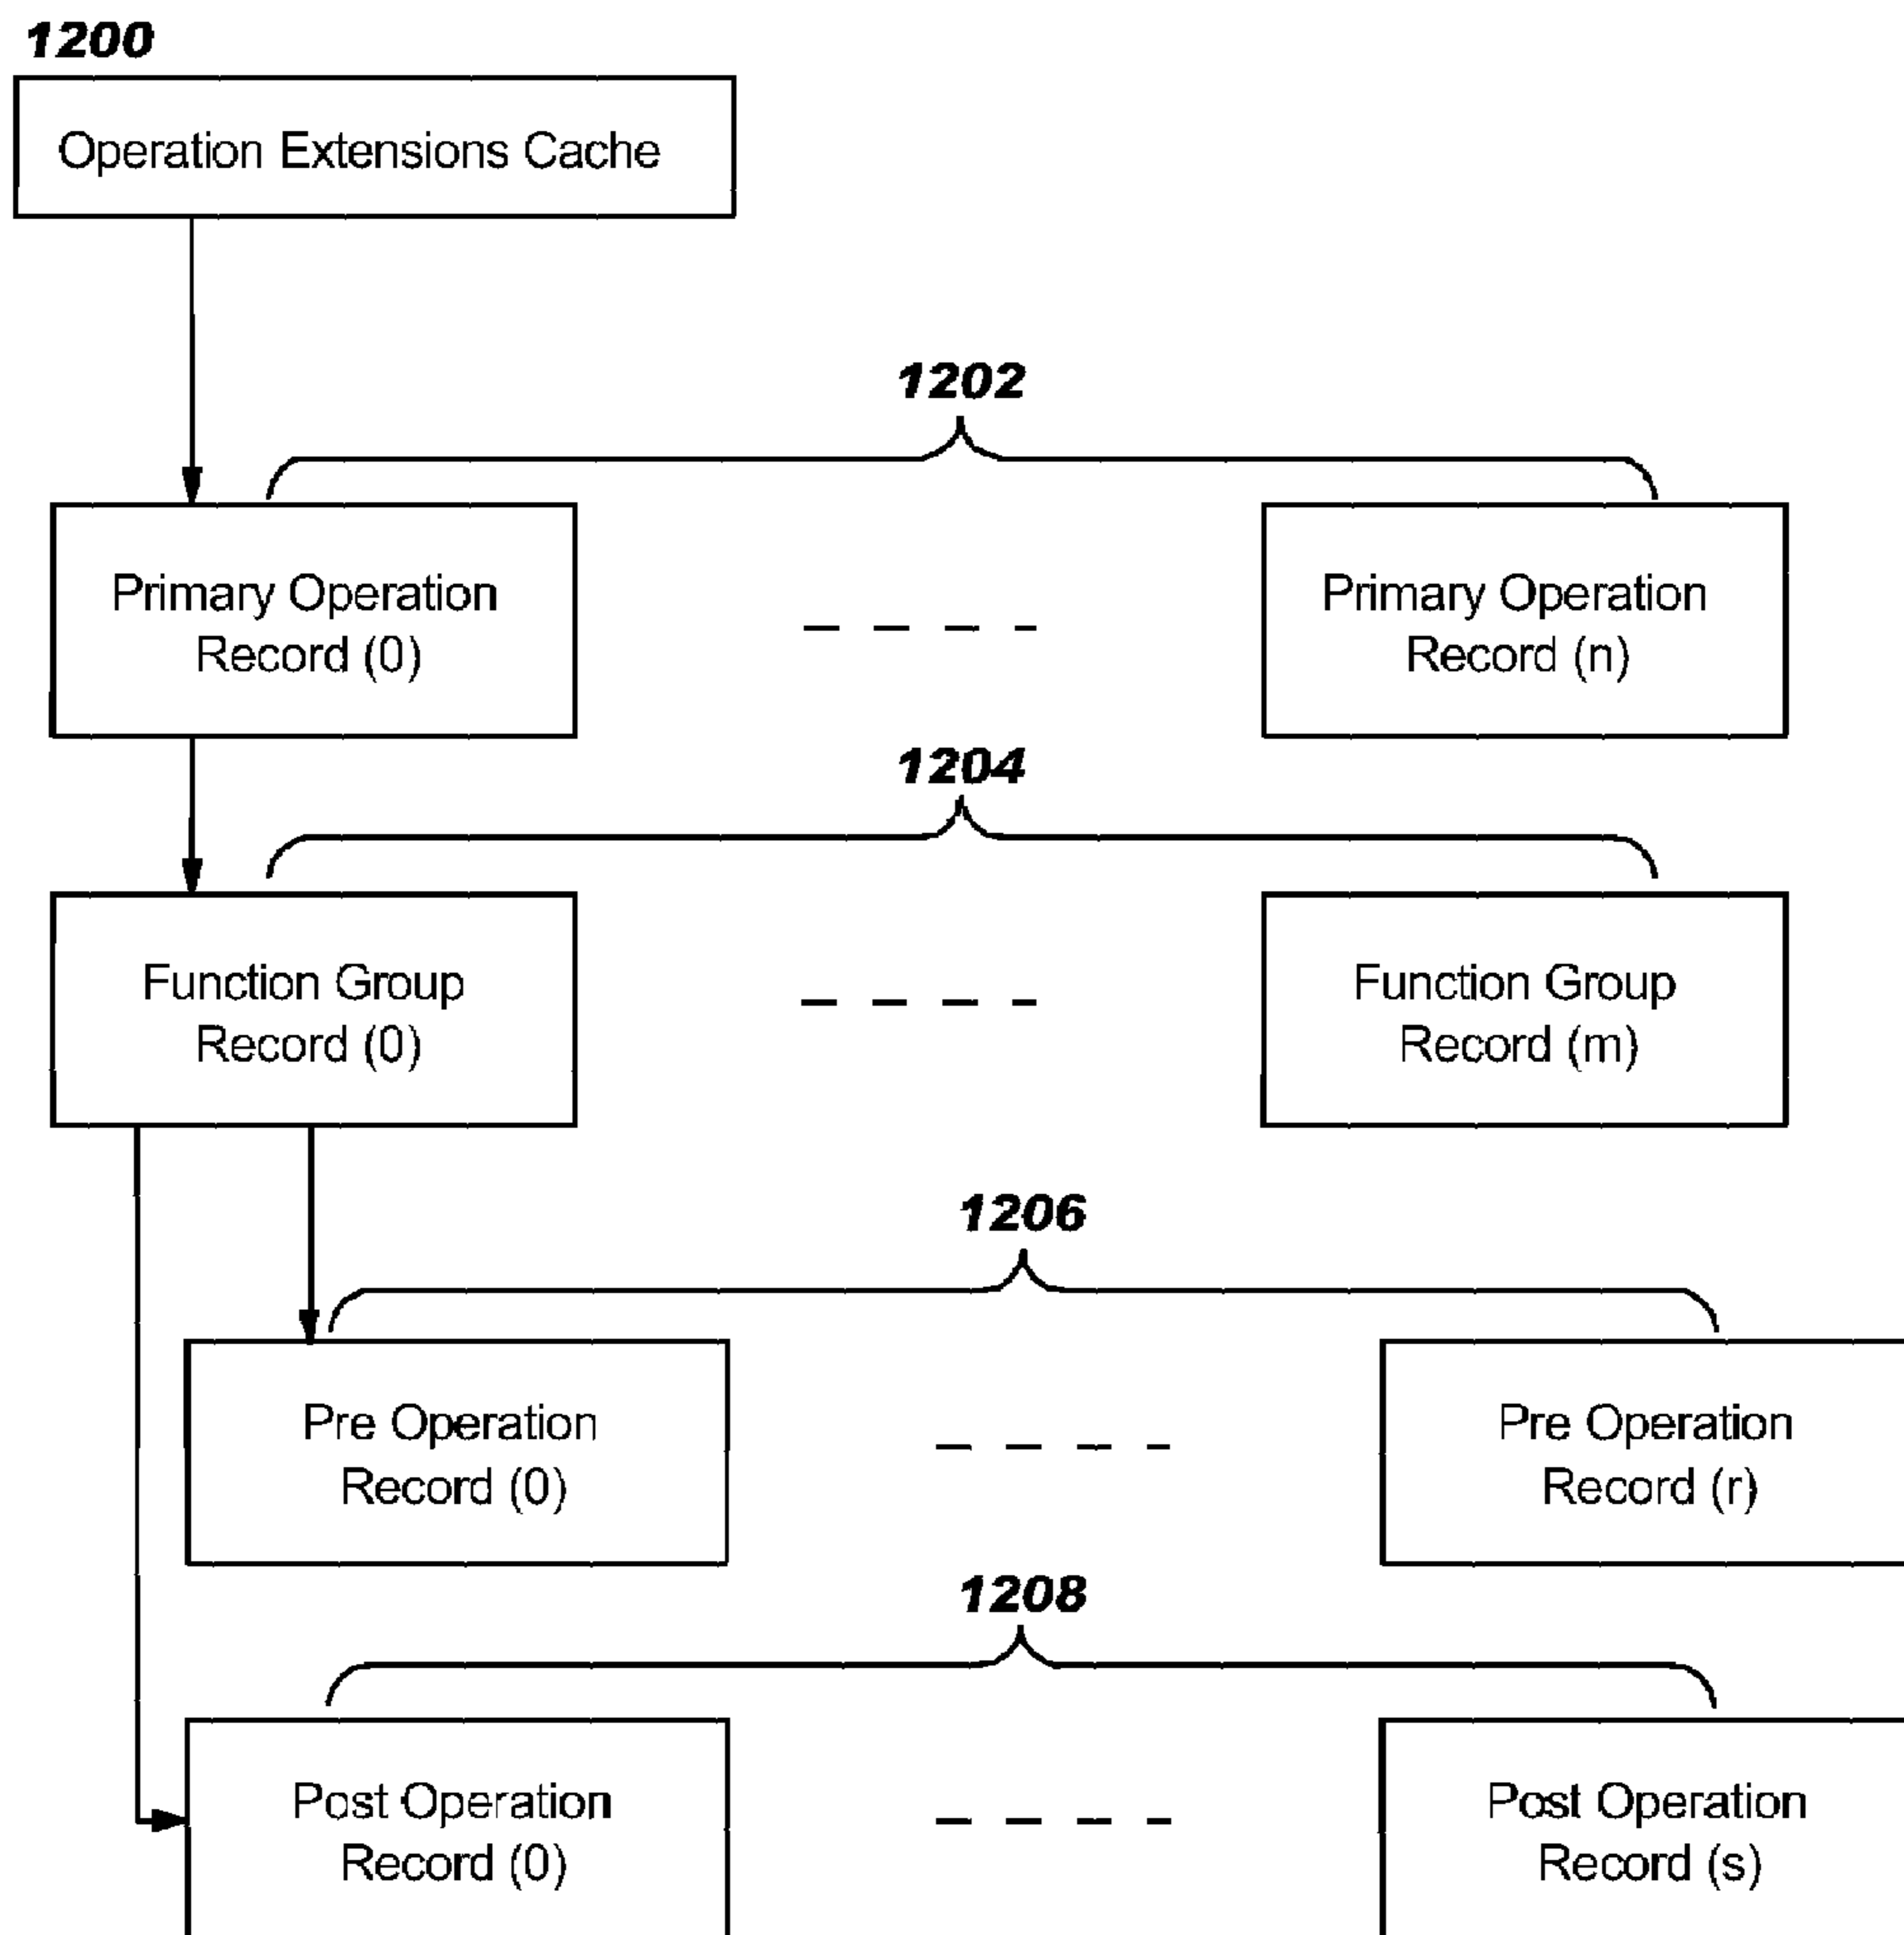 1200
Operation Extensions Cache
1202
Primary Operation
Record (0)
Primary Operation
Record (n)
1204
Function Group
Record (0)
Function Group
Record (m)
1206
Pre Operation
Record (0)
Pre Operation
Record (r)
1208
Post Operation
Record (0)
Post Operation
Record (s)